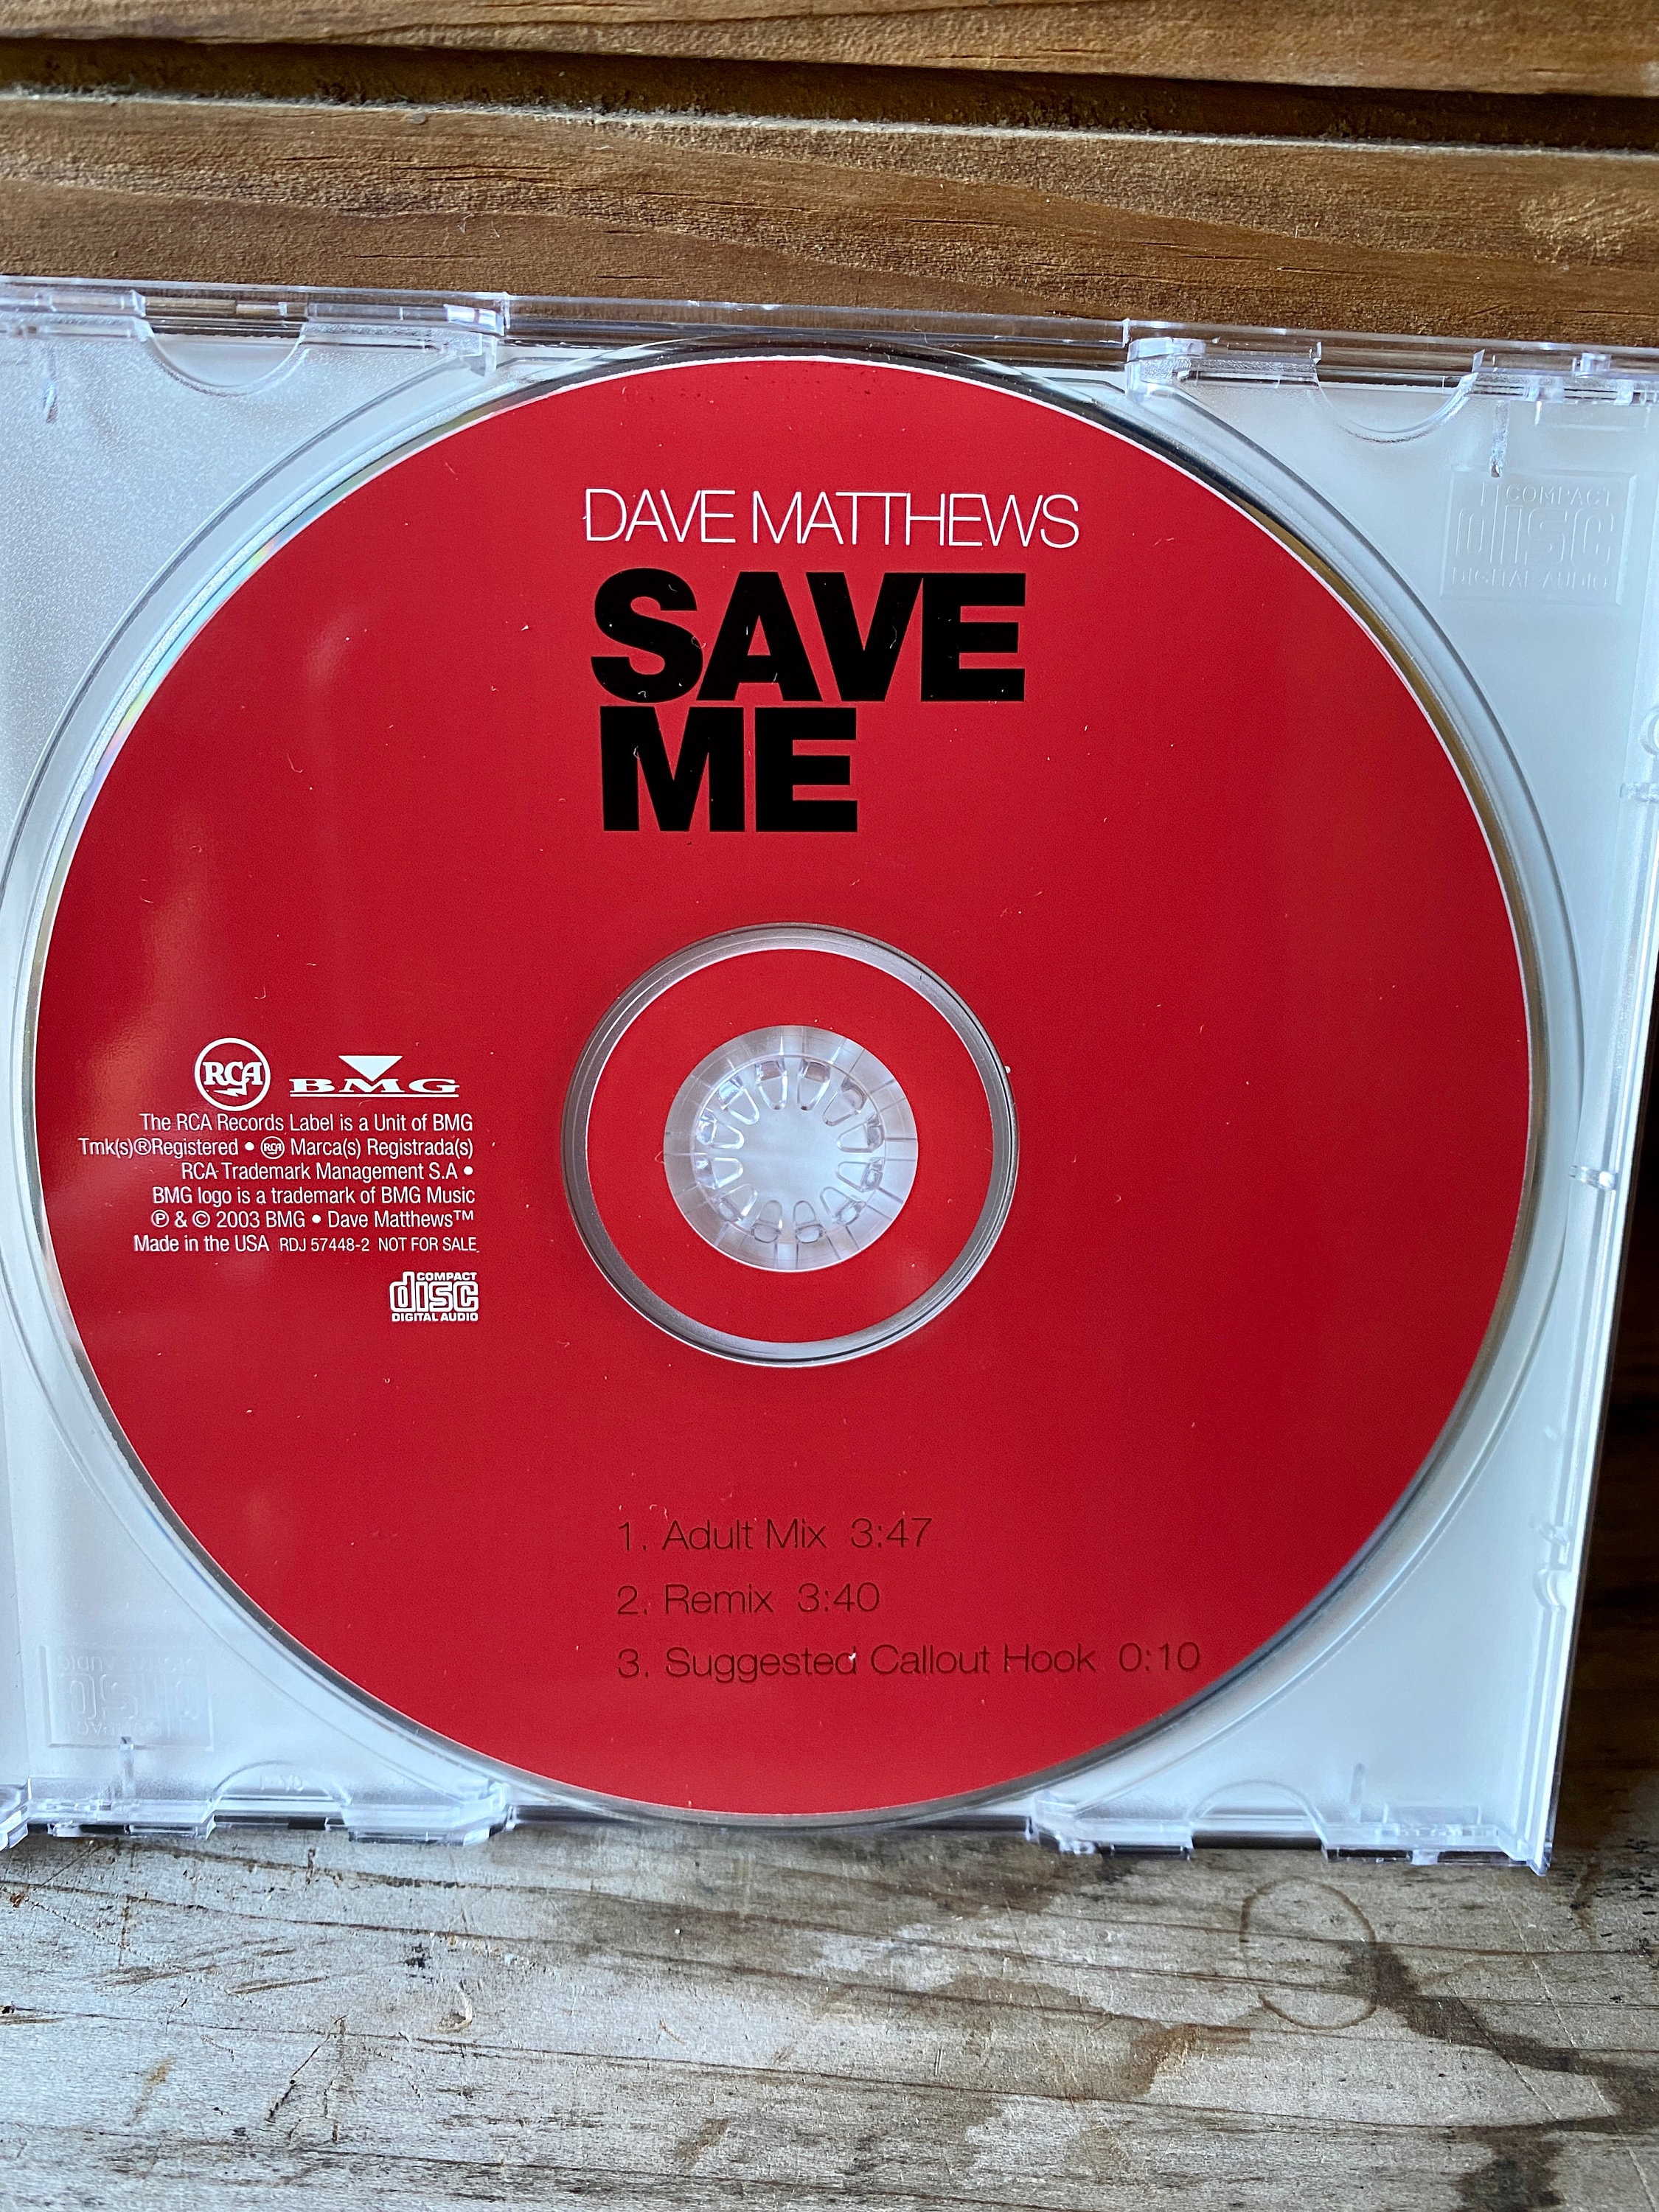 DAVE MATTHEWS
SAVE
ME
COMPACT
disc
DIGITAL AUDIO
RCA BMG
The RCA Records Label is a Unit of BMG
Tmk(s)®Registered • RCA Marca(s) Registrada(s)
RCA Trademark Management S.A •
BMG logo is a trademark of BMG Music
℗ & © 2003 BMG • Dave Matthews™
Made in the USA RDJ 57448-2 NOT FOR SALE
COMPACT
disc
DIGITAL AUDIO
1. Adult Mix 3:47
2. Remix 3:40
3. Suggested Callout Hook 0:10